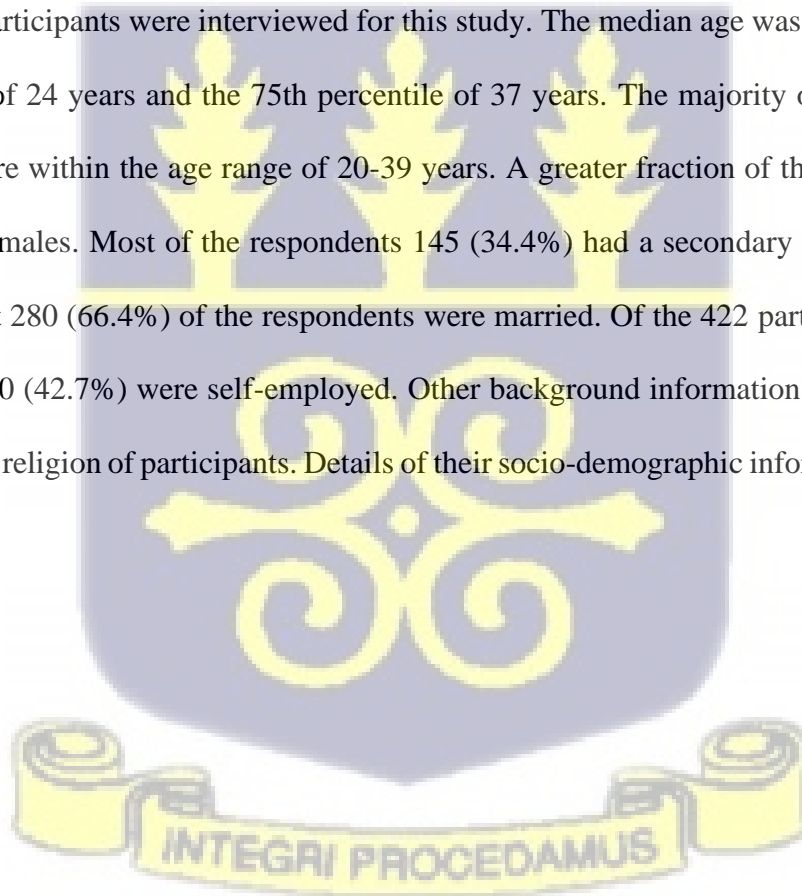 articipants were interviewed for this study. The median age was
of 24 years and the 75th percentile of 37 years. The majority o
re within the age range of 20-39 years. A greater fraction of th
males. Most of the respondents 145 (34.4%) had a secondary
280 (66.4%) of the respondents were married. Of the 422 part
0 (42.7%) were self-employed. Other background information
religion of participants. Details of their socio-demographic info
INTEGRI PROCEDAMUS